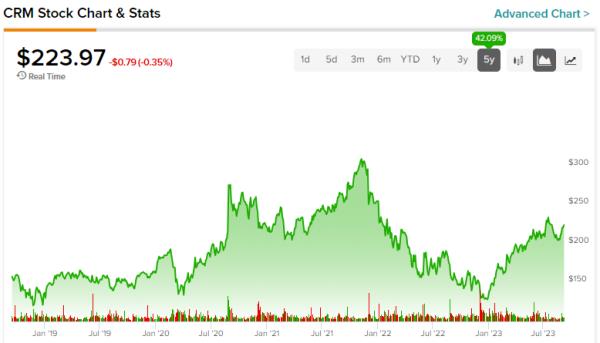 CRM Stock Chart & Stats
Advanced Chart >
42.09%
$223.97 -$0.79 (-0.35%)
1d 5d 3m 6m YTD 1y 3y 5y
Real Time
$300
$250
$200
$150
Jan '19 Jul '19 Jan '20 Jul '20 Jan '21 Jul '21 Jan '22 Jul '22 Jan '23 Jul '23